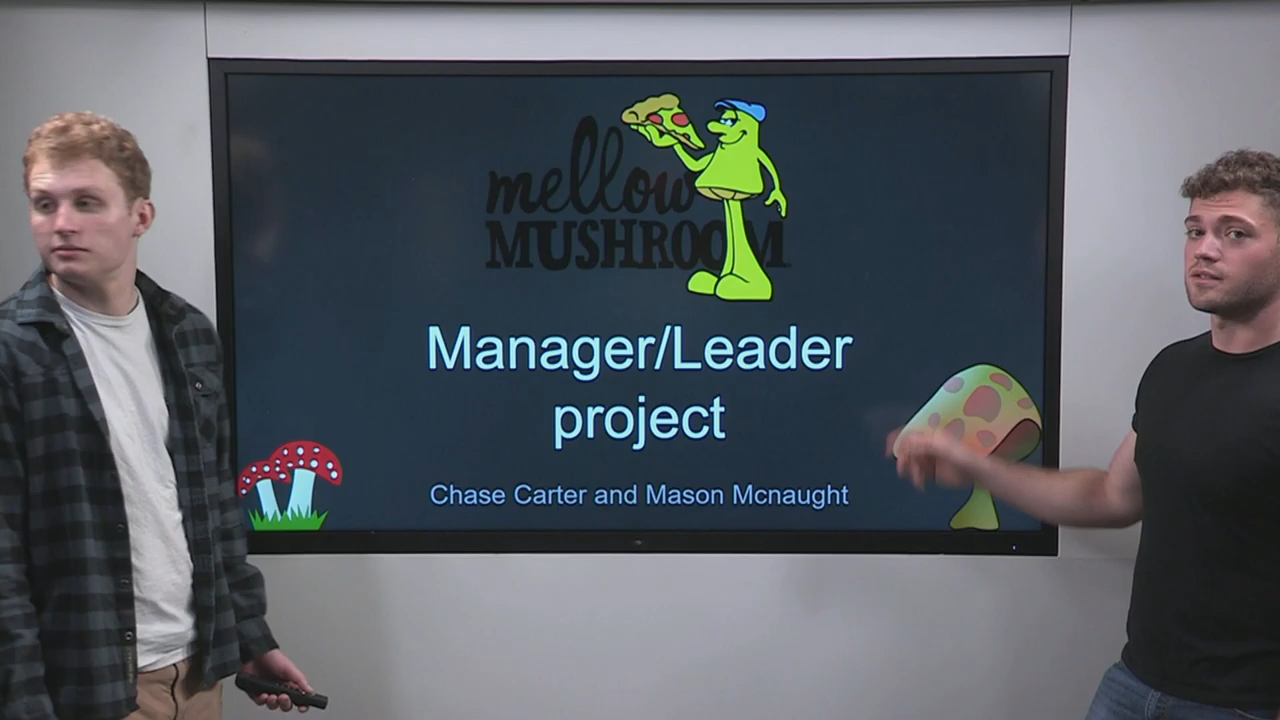 mellow
MUSHROOM
Manager/Leader
project
Chase Carter and Mason Mcnaught